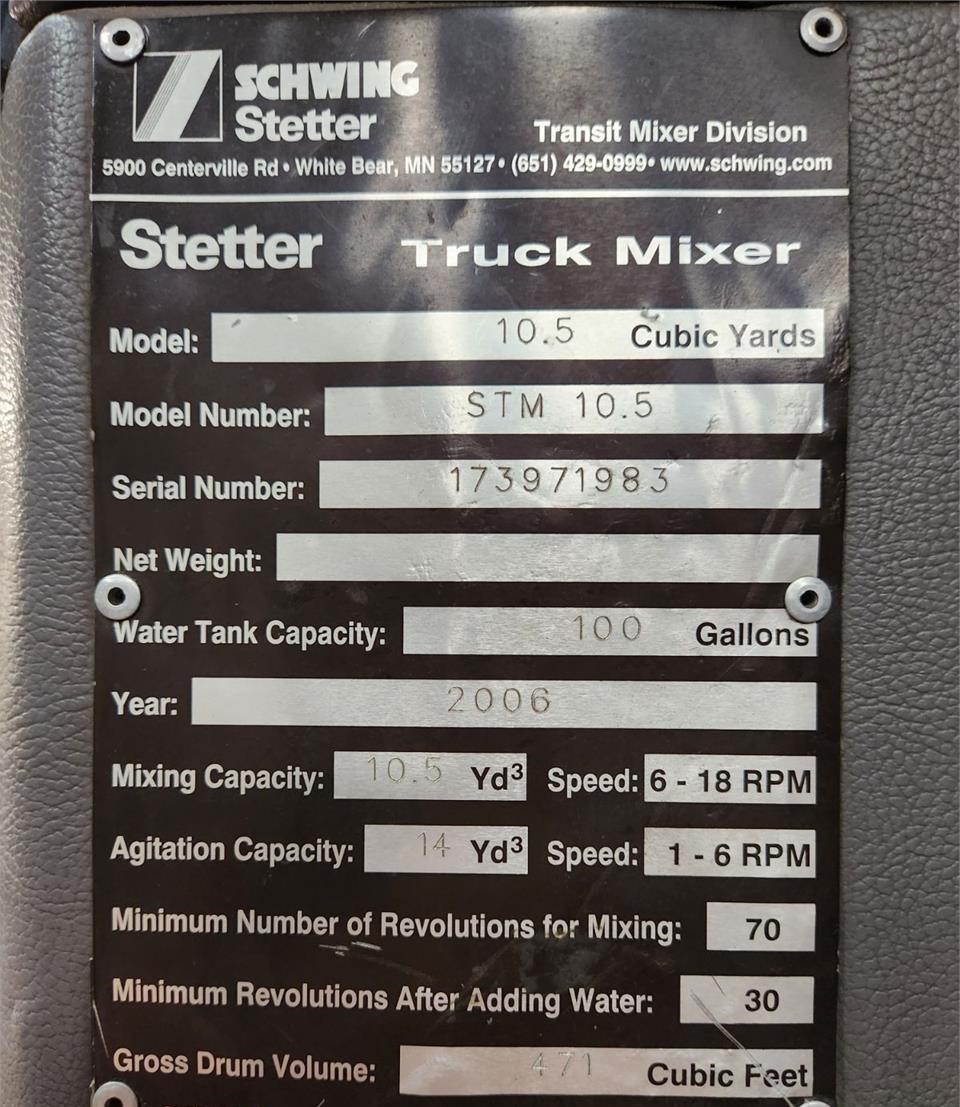 SCHWING
Stetter
Transit Mixer Division
5900 Centerville Rd • White Bear, MN 55127 • (651) 429-0999 • www.schwing.com
Stetter Truck Mixer
Model: 10.5 Cubic Yards
Model Number: STM 10.5
Serial Number: 173971983
Net Weight:
Water Tank Capacity: 100 Gallons
Year: 2006
Mixing Capacity: 10.5 Yd³ Speed: 6 - 18 RPM
Agitation Capacity: 14 Yd³ Speed: 1 - 6 RPM
Minimum Number of Revolutions for Mixing: 70
Minimum Revolutions After Adding Water: 30
Gross Drum Volume: 471 Cubic Feet